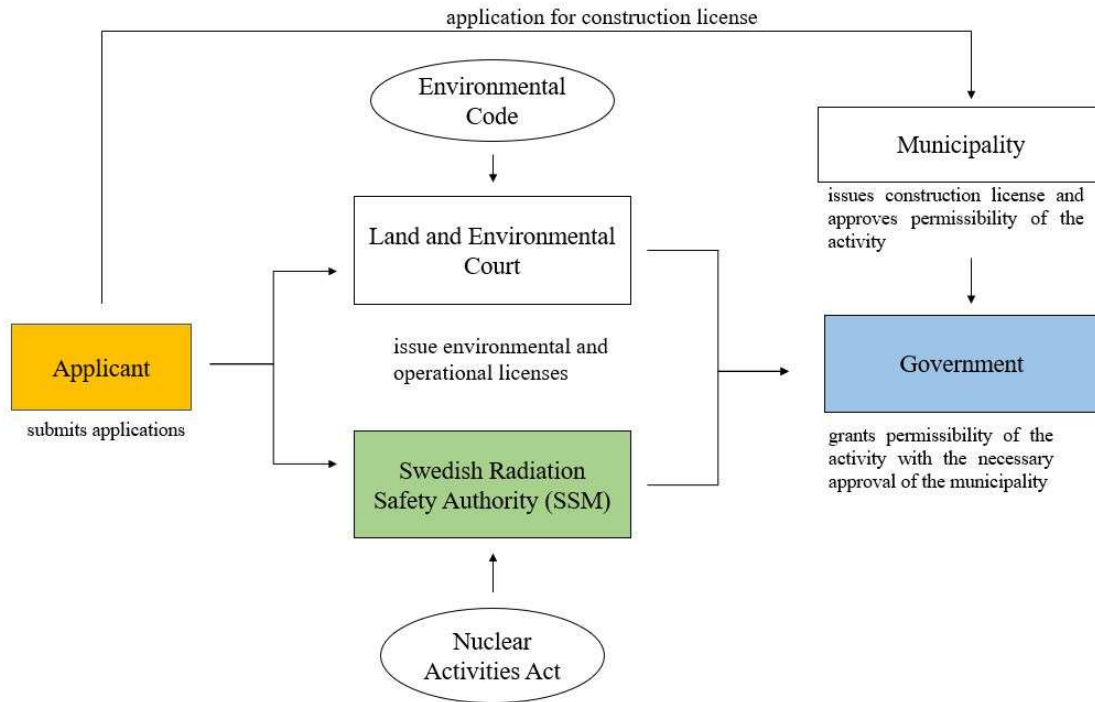 application for construction license
Environmental
Code
Municipality
issues construction license and
approves permissibility of the
activity
Land and Environmental
Court
Applicant
submits applications
issue environmental and
operational licenses
Government
grants permissibility of the
activity with the necessary
approval of the municipality
Swedish Radiation
Safety Authority (SSM)
Nuclear
Activities Act